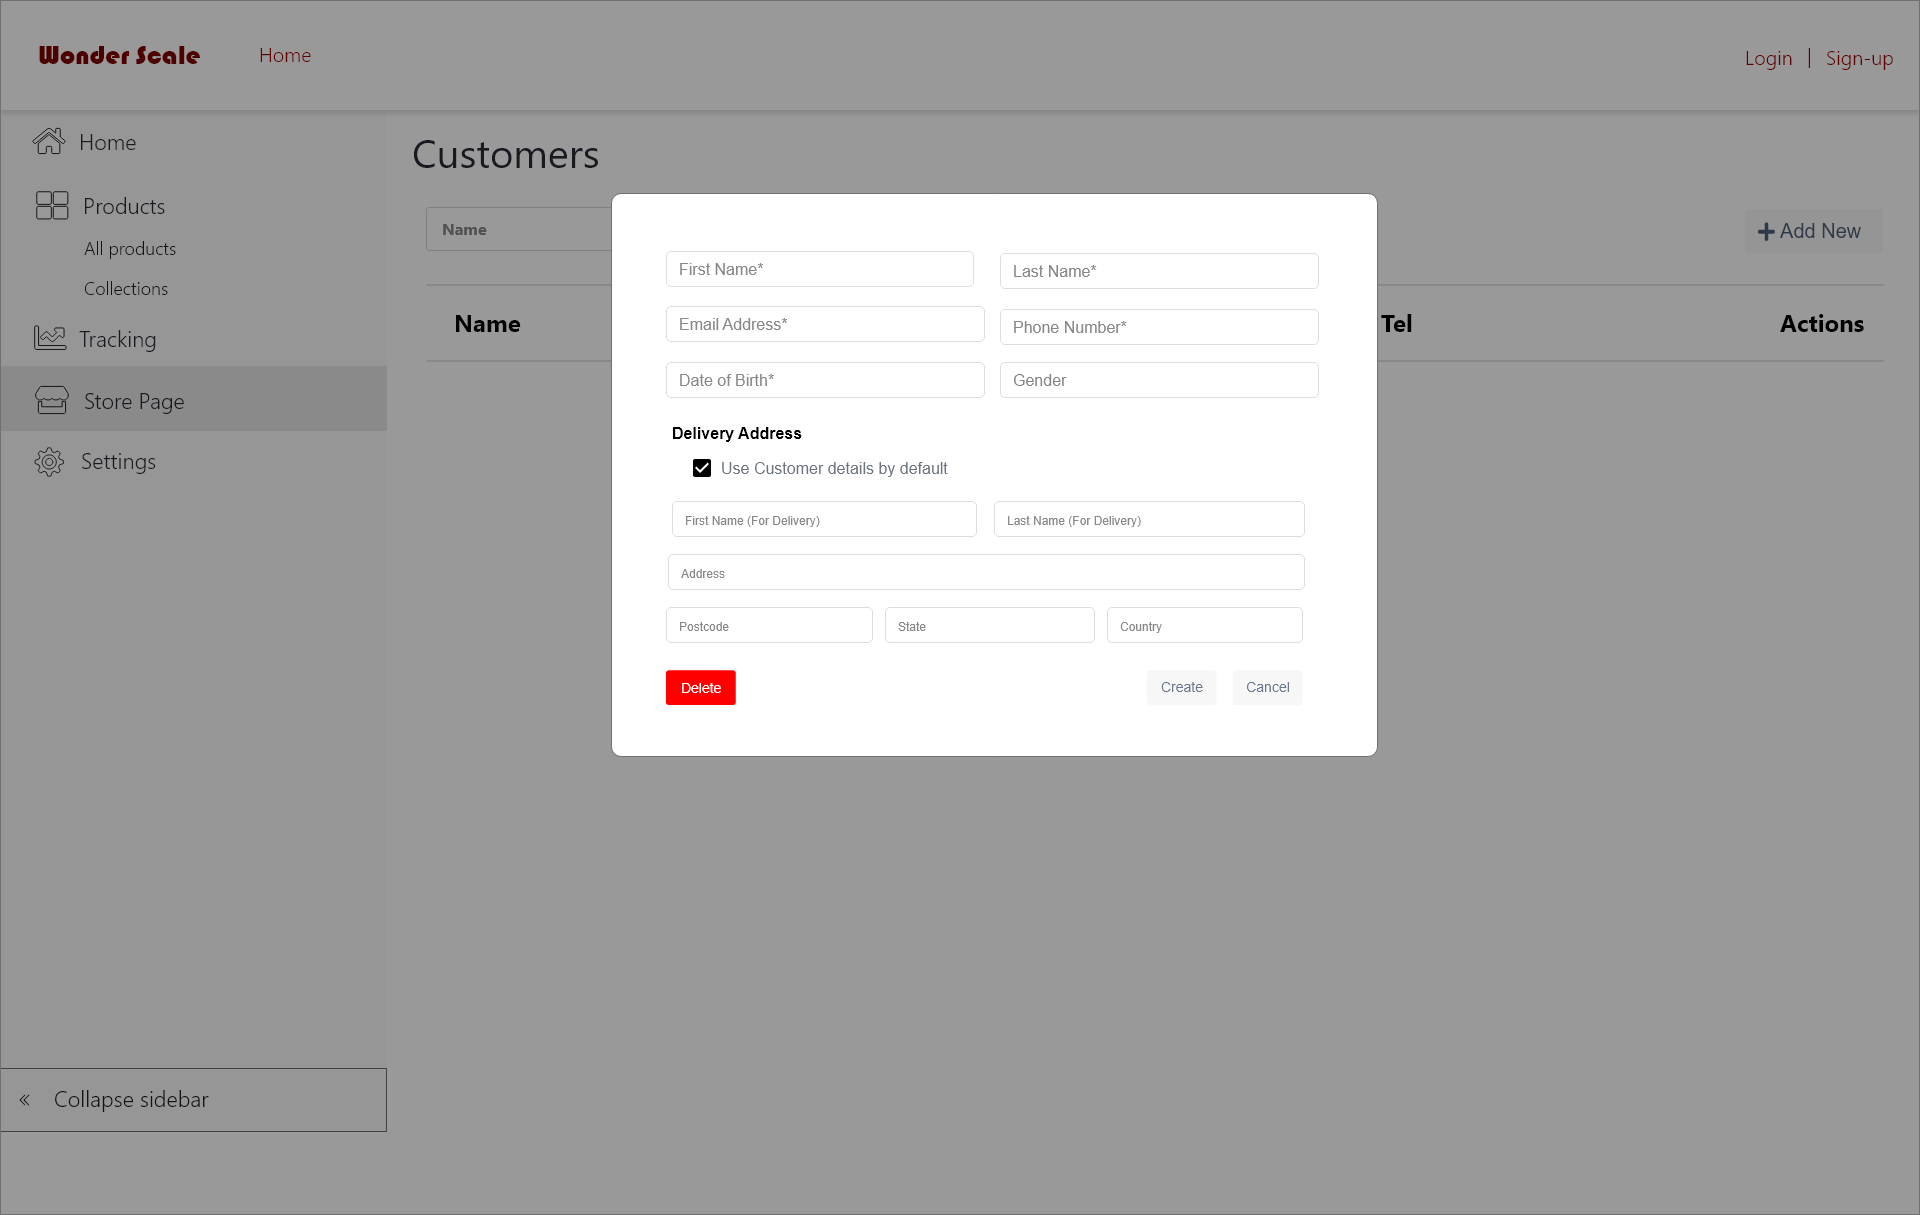 Wonder Scale
Home
Login | Sign-up
Home
Products
All products
Collections
Tracking
Store Page
Settings
« Collapse sidebar
Customers
Name
Add New
Name
Tel
Actions
First Name*
Last Name*
Email Address*
Phone Number*
Date of Birth*
Gender
Delivery Address
Use Customer details by default
First Name (For Delivery)
Last Name (For Delivery)
Address
Postcode
State
Country
Delete
Create
Cancel